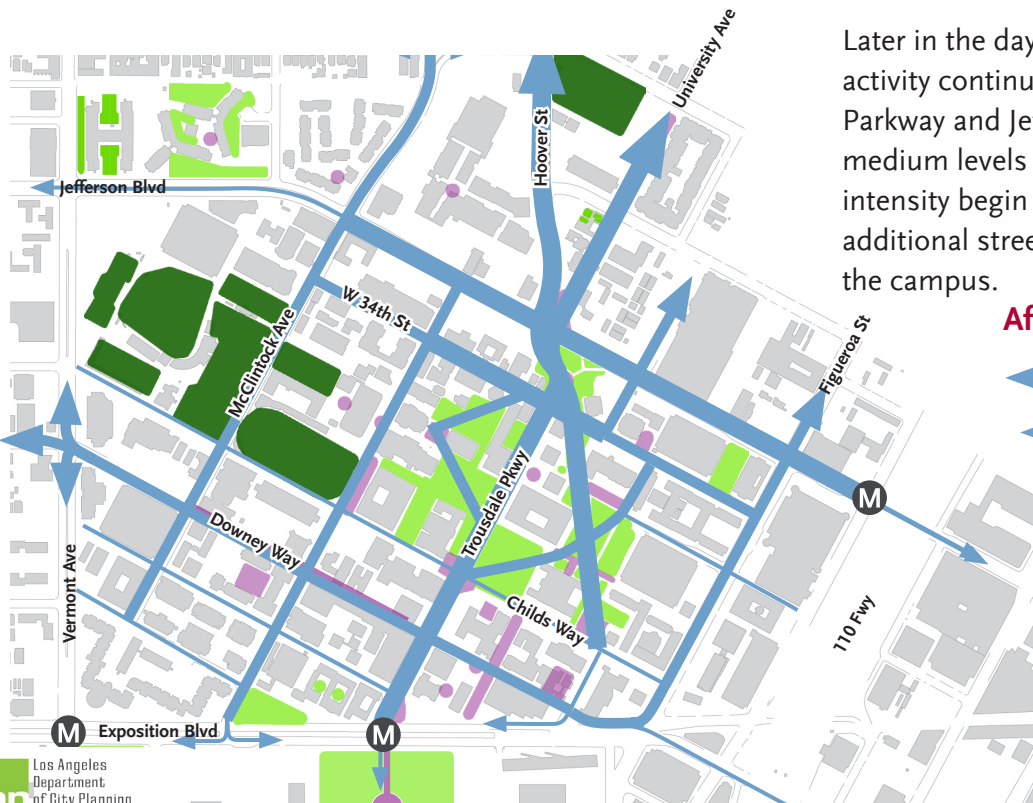 Later in the day
activity continu
Parkway and Je
medium levels
intensity begin
additional stree
the campus.
Af
University Ave
Hoover St
Jefferson Blvd
W 34th St
McClintock Ave
Figueroa St
Trousdale Pkwy
M
Downey Way
Vermont Ave
Childs Way
110 Fwy
M
Exposition Blvd
M
Los Angeles
Department
of City Planning